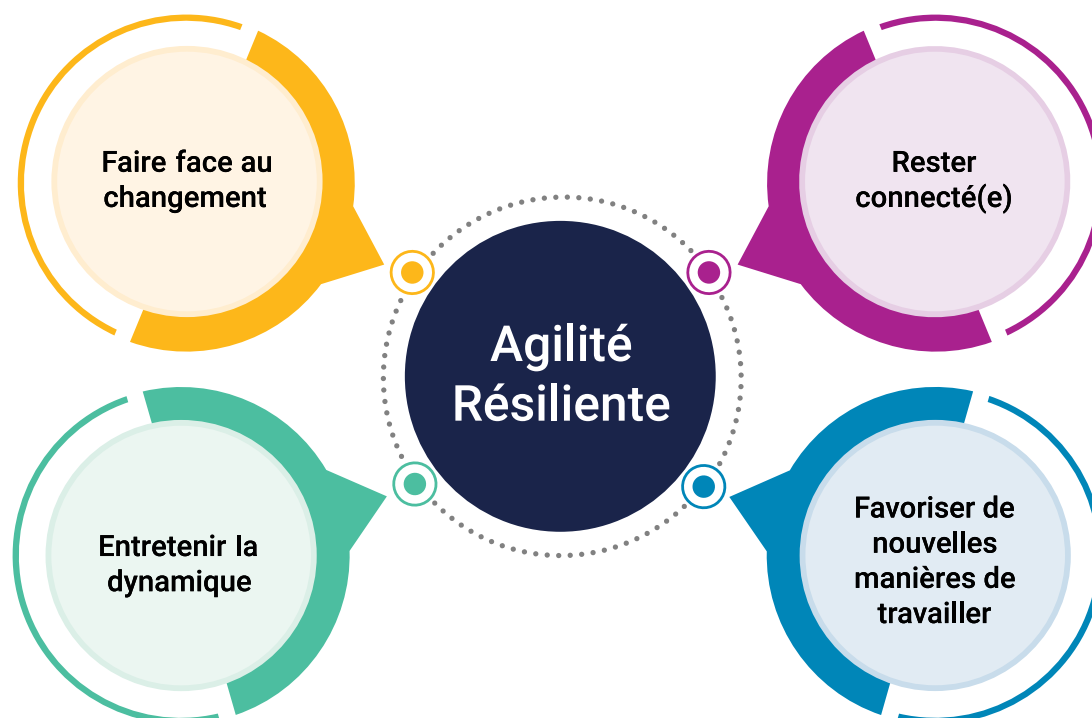 Faire face au
changement
Rester
connecté(e)
Agilité
Résiliente
Entretenir la
dynamique
Favoriser de
nouvelles
manières de
travailler